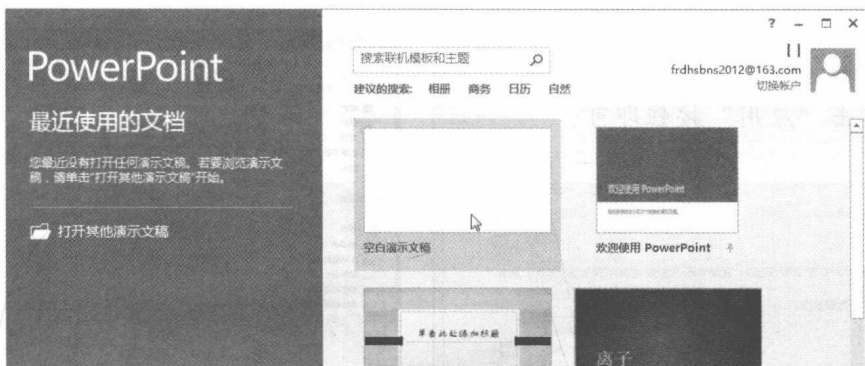 PowerPoint
最近使用的文档
您最近没有打开任何演示文稿。若要浏览演示文
稿，请单击"打开其他演示文稿"开始。
打开其他演示文稿
搜索联机模板和主题
建议的搜索: 相册 商务 日历 自然
frdhsbns2012@163.com
切换帐户
空白演示文稿
欢迎使用 PowerPoint
欢迎使用 PowerPoint
单击此处添加标题
离子